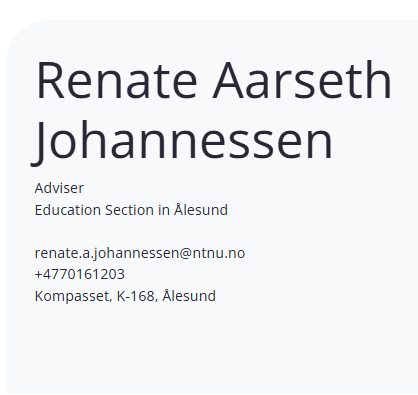 Renate Aarseth
Johannessen
Adviser
Education Section in Ålesund
renate.a.johannessen@ntnu.no
+4770161203
Kompasset, K-168, Ålesund